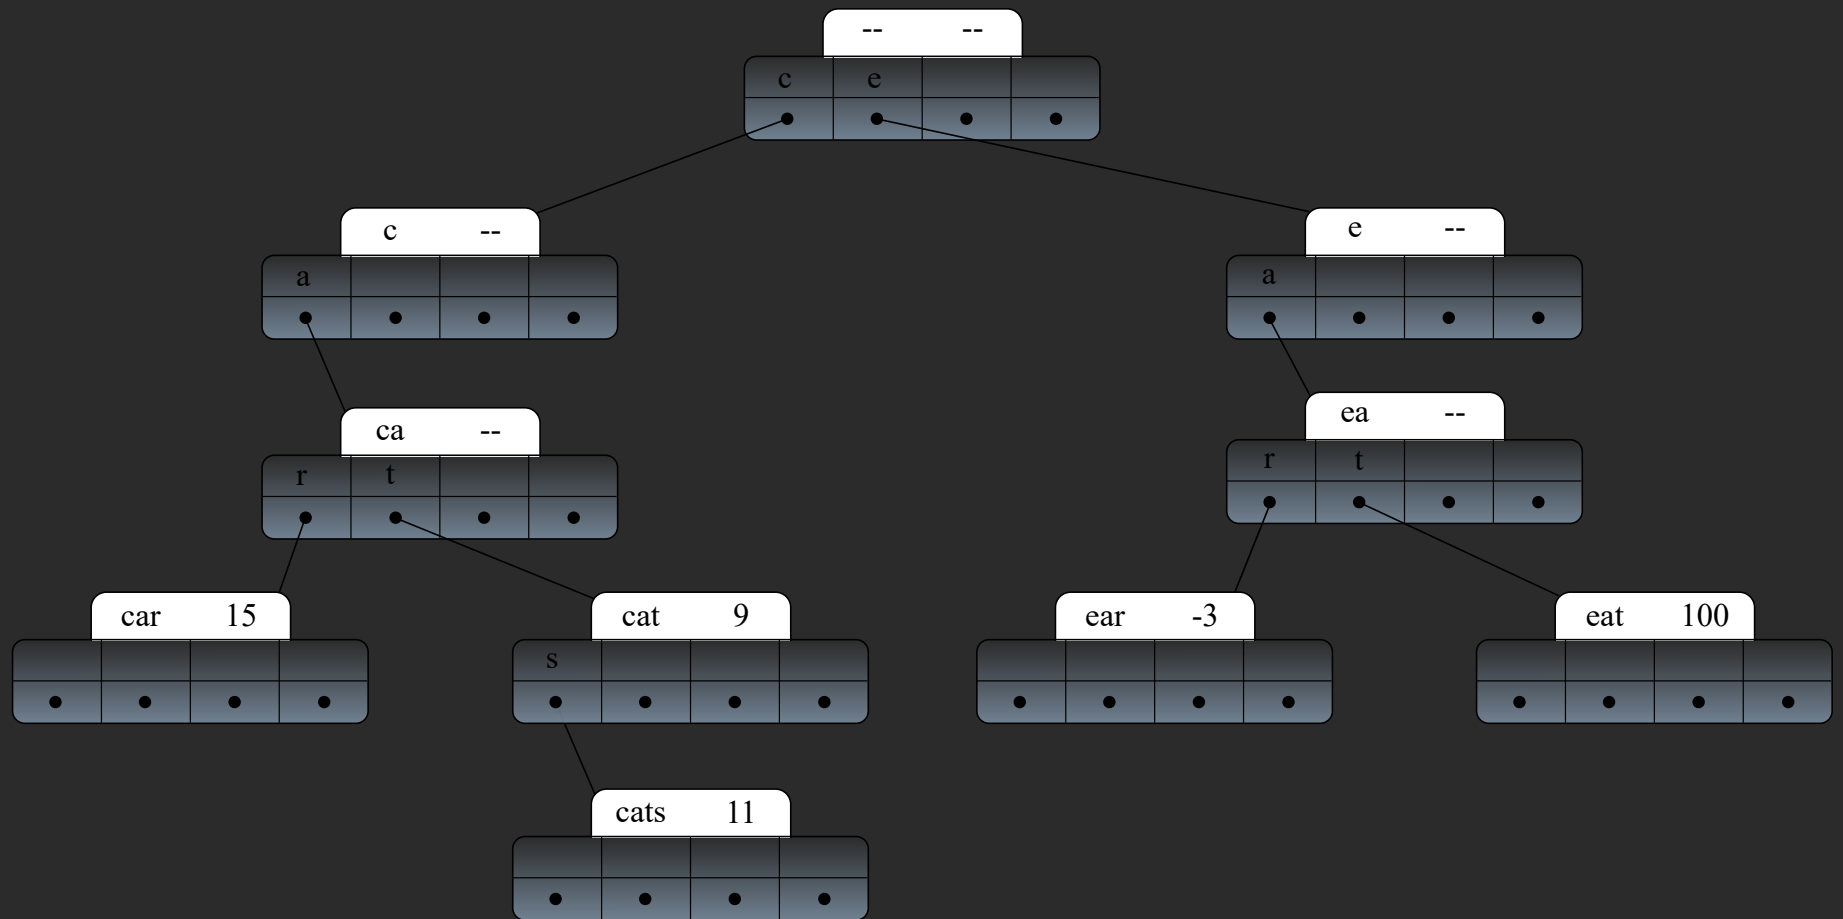 -- --
c e
c --
e --
a
a
ca --
ea --
r t
r t
car 15
cat 9
ear -3
eat 100
s
cats 11